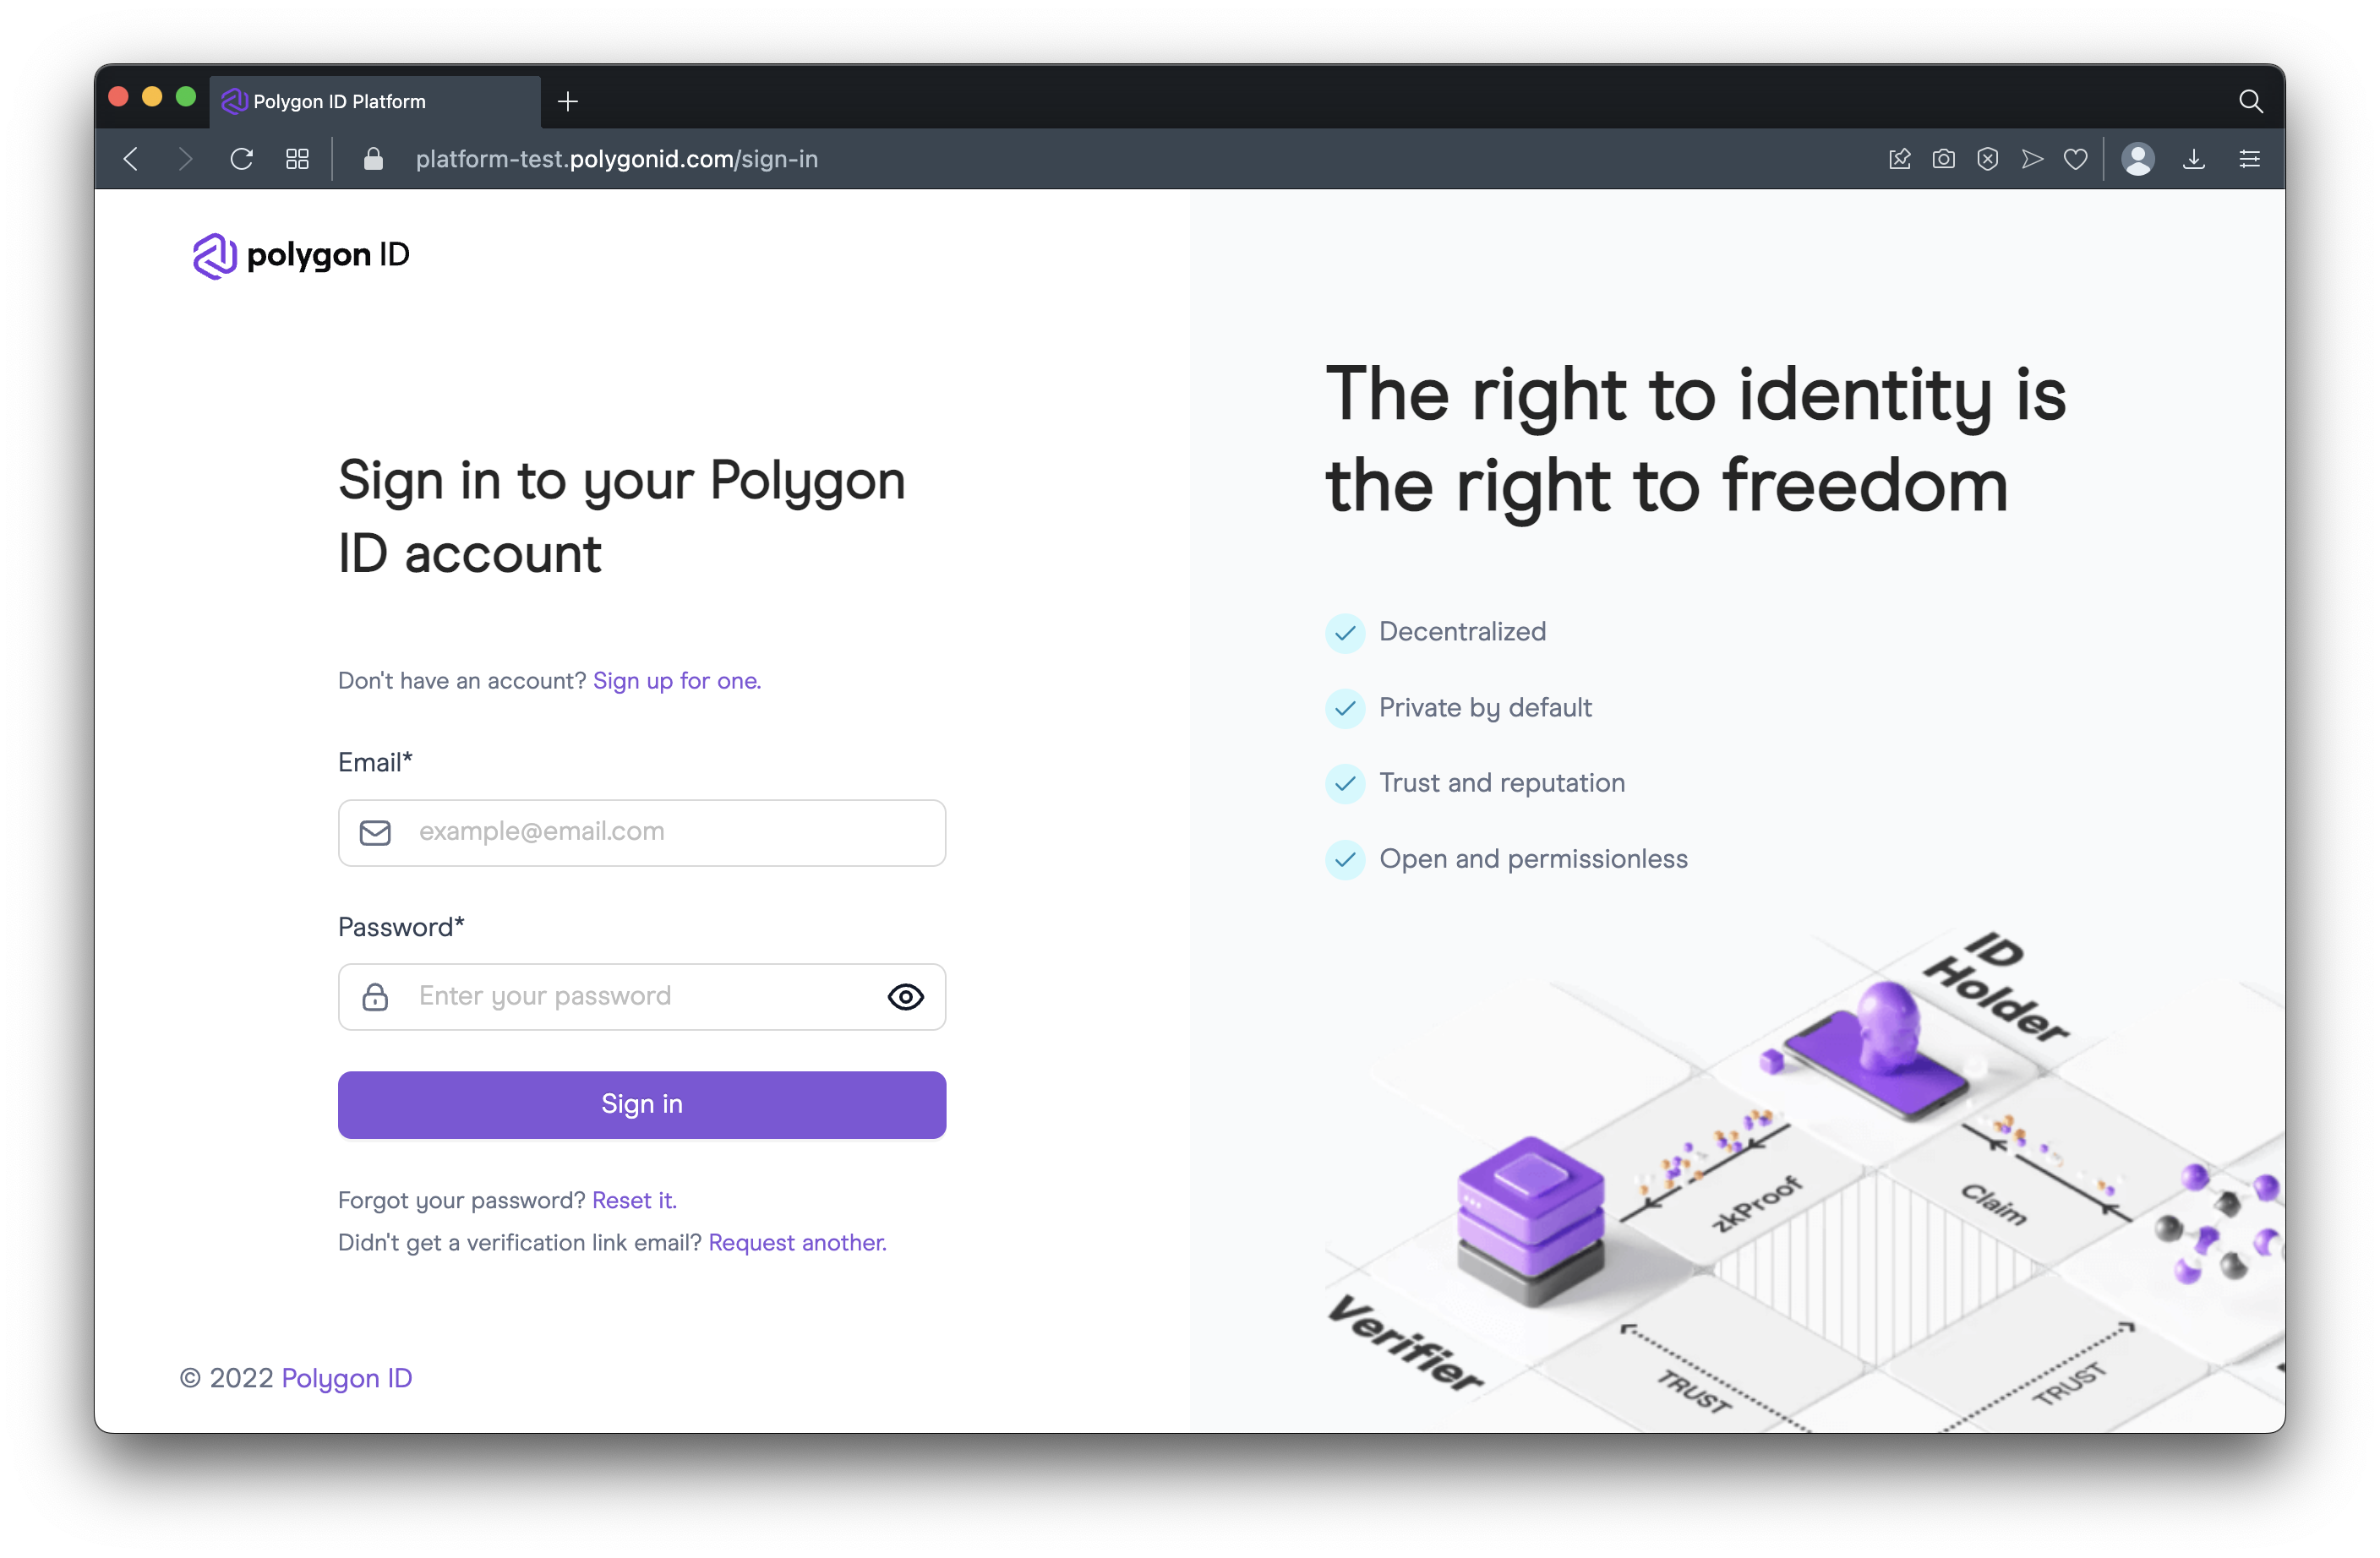 Polygon ID Platform
platform-test.polygonid.com/sign-in
polygon ID
Sign in to your Polygon
ID account
Don't have an account? Sign up for one.
Email*
example@email.com
Password*
Enter your password
Sign in
Forgot your password? Reset it.
Didn't get a verification link email? Request another.
© 2022 Polygon ID
The right to identity is
the right to freedom
Decentralized
Private by default
Trust and reputation
Open and permissionless
ID
Holder
zkProof
Claim
Verifier
TRUST
TRUST